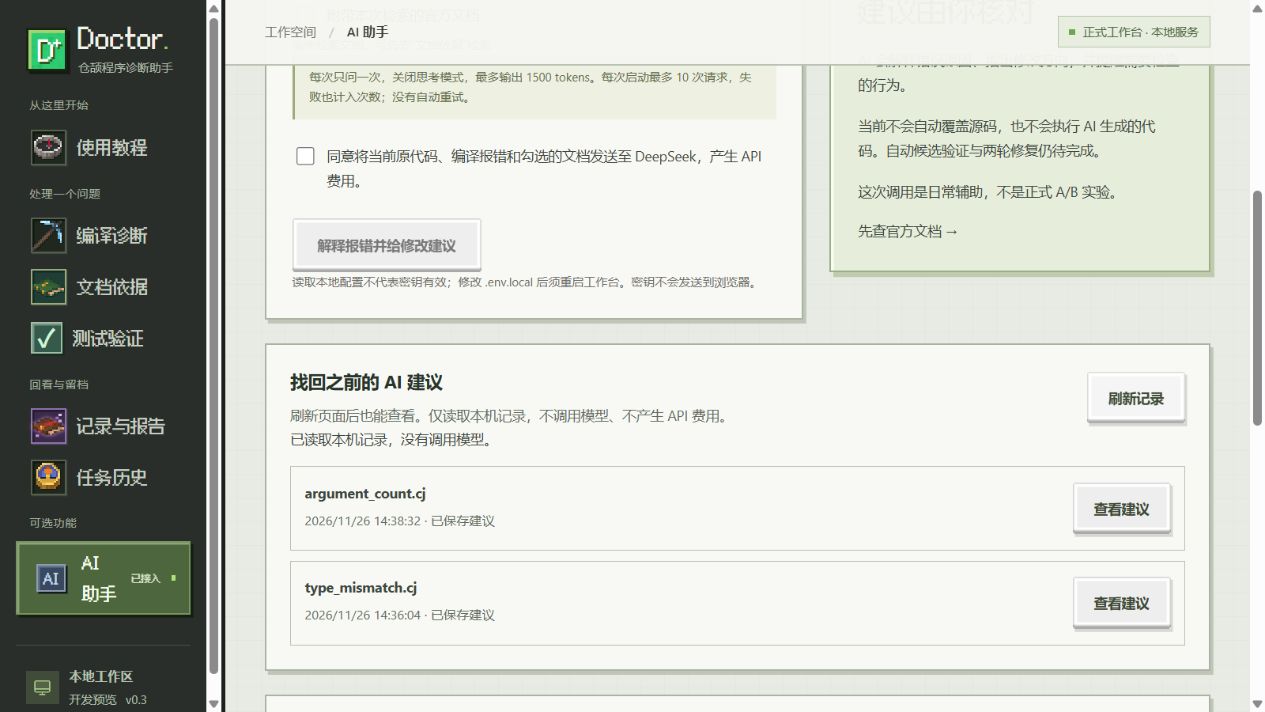 Doctor.
仓颉程序诊断助手
从这里开始
使用教程
处理一个问题
编译诊断
文档依据
测试验证
回看与留档
记录与报告
任务历史
可选功能
AI
AI
助手
已接入
本地工作区
开发预览 v0.3
工作空间 / AI 助手
正式工作台 · 本地服务
建议由你核对
每次只问一次，关闭思考模式，最多输出 1500 tokens。每次启动最多 10 次请求，失
败也计入次数；没有自动重试。
同意将当前原代码、编译报错和勾选的文档发送至 DeepSeek，产生 API
费用。
解释报错并给修改建议
读取本地配置不代表密钥有效；修改 .env.local 后须重启工作台。密钥不会发送到浏览器。
的行为。
当前不会自动覆盖源码，也不会执行 AI 生成的代
码。自动候选验证与两轮修复仍待完成。
这次调用是日常辅助，不是正式 A/B 实验。
先查官方文档 →
找回之前的 AI 建议
刷新页面后也能查看。仅读取本机记录，不调用模型、不产生 API 费用。
已读取本机记录，没有调用模型。
刷新记录
argument_count.cj
2026/11/26 14:38:32 · 已保存建议
查看建议
type_mismatch.cj
2026/11/26 14:36:04 · 已保存建议
查看建议